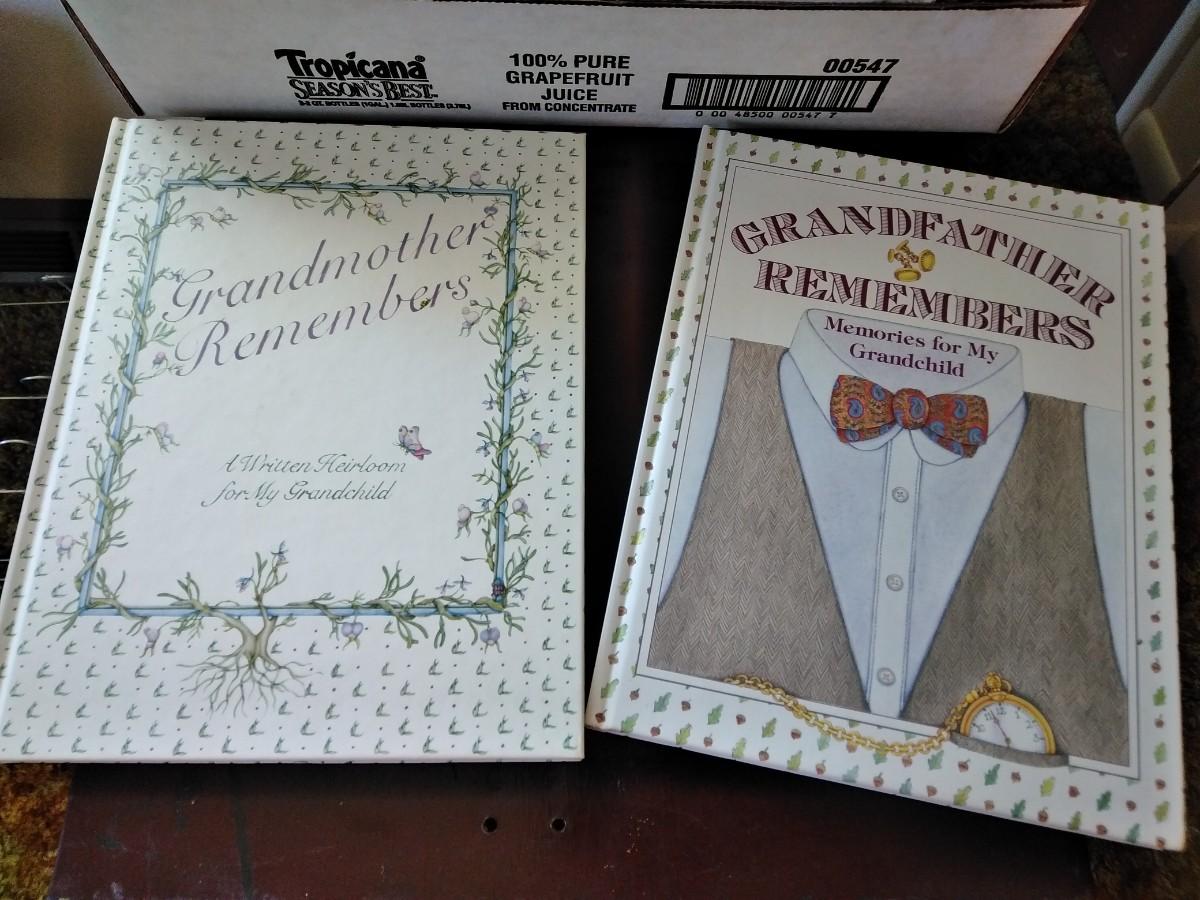 Tropicana®
SEASON'S BEST™
100% PURE
GRAPEFRUIT
JUICE
FROM CONCENTRATE
00547
0 00 48500 00547 7
Grandmother
Remembers
A Written Heirloom
for My Grandchild
GRANDFATHER
REMEMBERS
Memories for My
Grandchild